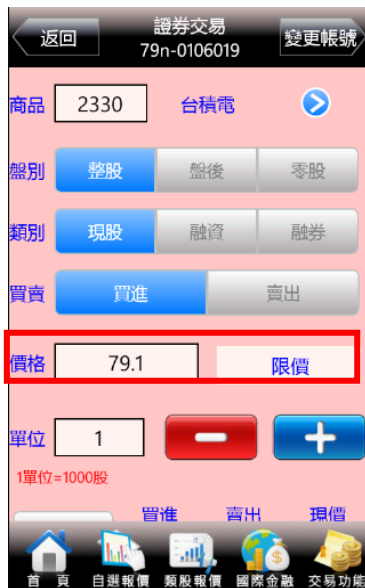 返回
證券交易
79n-0106019
變更帳號
商品 2330 台積電
盤別 整股 盤後 零股
類別 現股 融資 融券
買賣 買進 賣出
價格 79.1 限價
單位 1
1單位=1000股
買進 賣出 現價
首頁 自選報價 類股報價 國際金融 交易功能